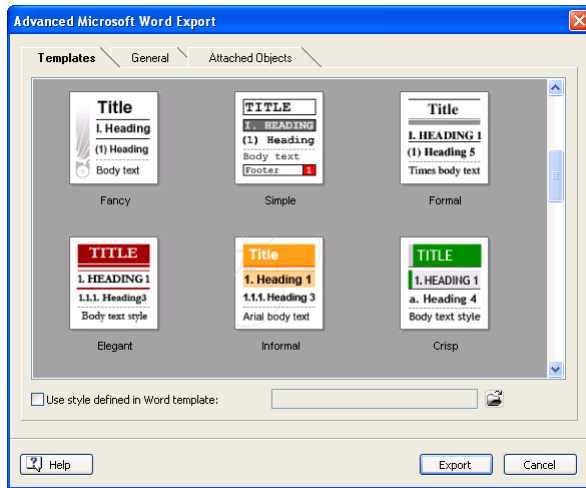 Advanced Microsoft Word Export
Templates General Attached Objects
Title
I. Heading
(1) Heading
Body text
Fancy
TITLE
I. HEADING
(1) Heading
Body text
Footer 1
Simple
Title
I. HEADING 1
(1) Heading 5
Times body text
Formal
TITLE
1. HEADING 1
1.1.1. Heading3
Body text style
Elegant
Title
1. Heading 1
1.1.1. Heading 3
Arial body text
Informal
TITLE
1. HEADING 1
a. Heading 4
Body text style
Crisp
Use style defined in Word template:
Help Export Cancel